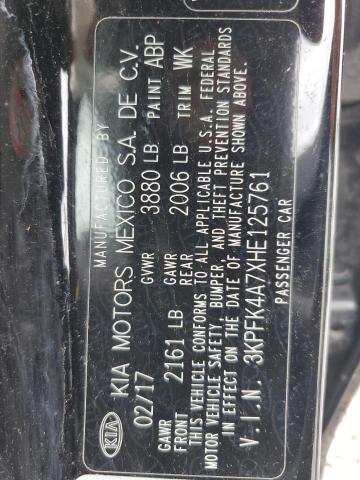 MANUFACTURED BY
KIA KIA MOTORS MEXICO S.A. DE C.V.
02/17 GVWR 3880 LB PAINT ABP
GAWR FRONT 2161 LB GAWR REAR 2006 LB TRIM WK
THIS VEHICLE CONFORMS TO ALL APPLICABLE U.S.A. FEDERAL
MOTOR VEHICLE SAFETY, BUMPER, AND THEFT PREVENTION STANDARDS
IN EFFECT ON THE DATE OF MANUFACTURE SHOWN ABOVE.
V.I.N. 3KPFK4A7XHE125761
PASSENGER CAR